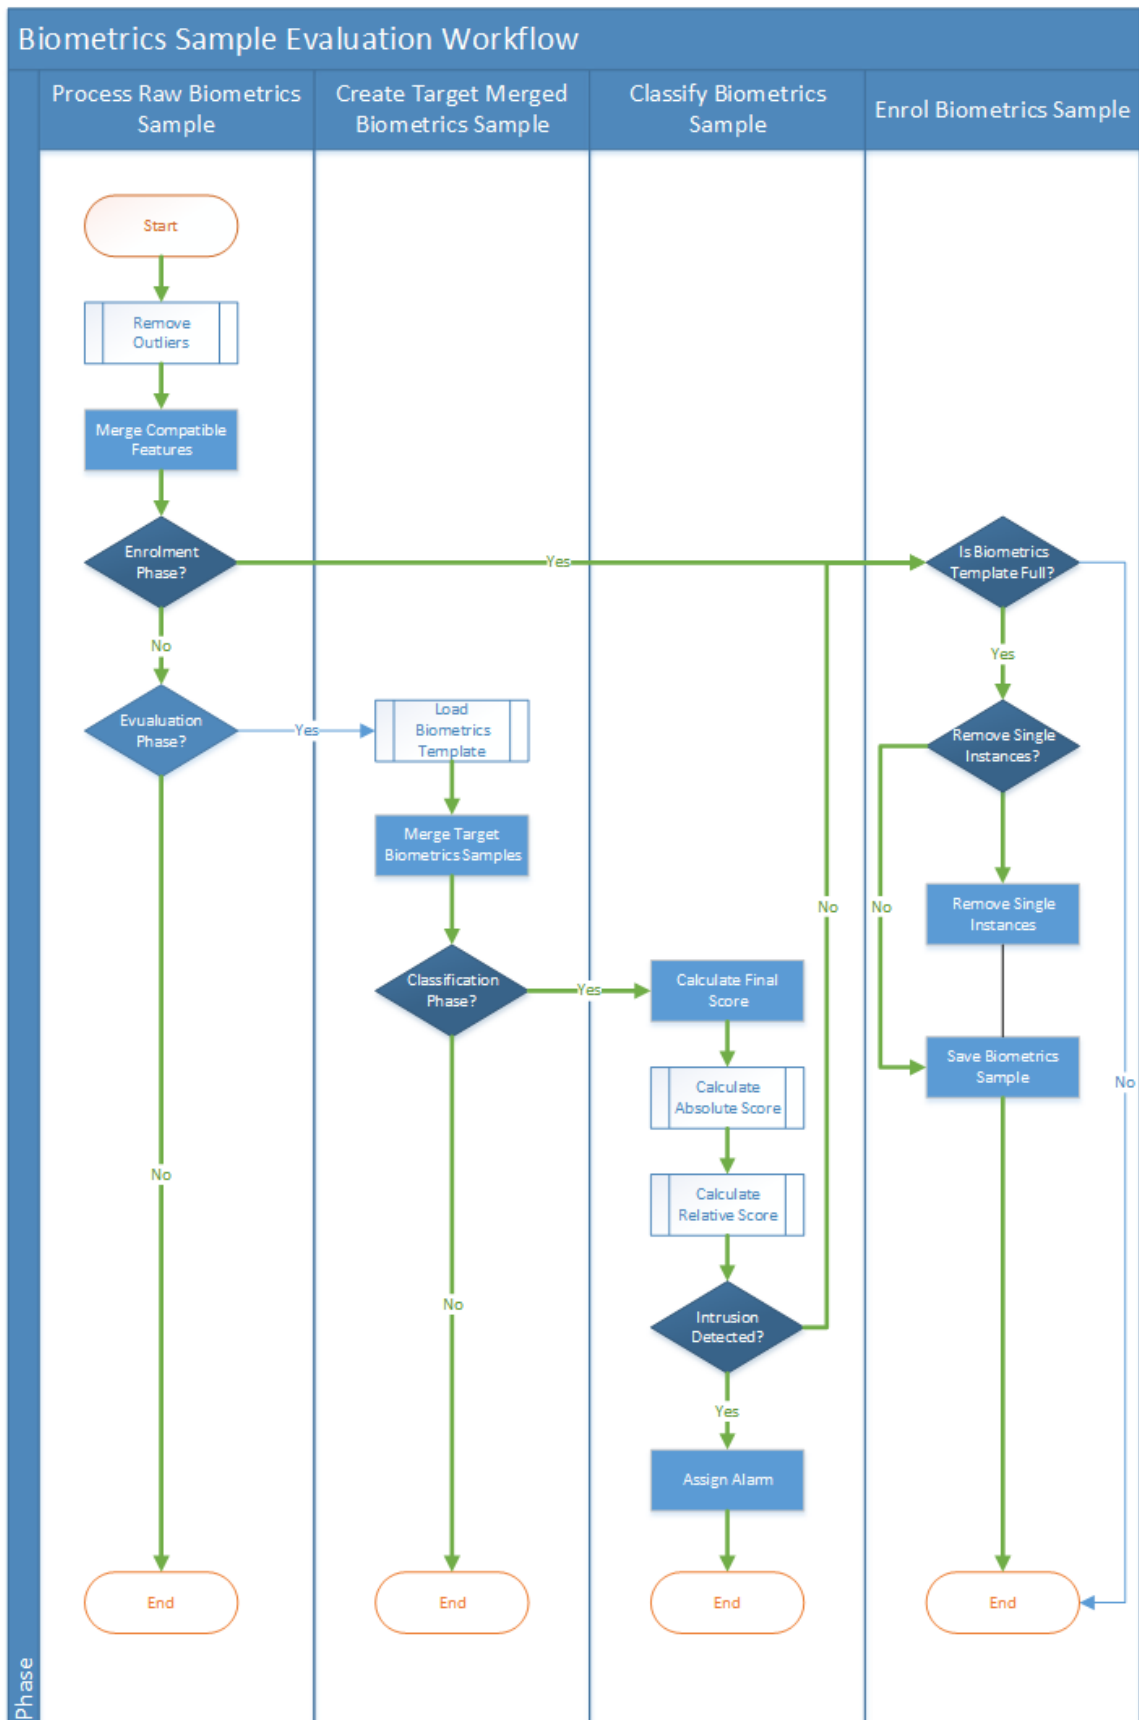 Biometrics Sample Evaluation Workflow
Process Raw Biometrics
Sample
Create Target Merged
Biometrics Sample
Classify Biometrics
Sample
Enrol Biometrics Sample
Start
Remove
Outliers
Merge Compatible
Features
Enrolment
Phase?
Yes
Is Biometrics
Template Full?
No
Yes
Evualuation
Phase?
Yes
Load
Biometrics
Template
Remove Single
Instances?
Merge Target
Biometrics Samples
No
No
Remove Single
Instances
Classification
Phase?
Yes
Calculate Final
Score
Save Biometrics
Sample
No
Calculate
Absolute Score
No
Calculate
Relative Score
No
Intrusion
Detected?
Yes
Assign Alarm
End
End
End
End
Phase